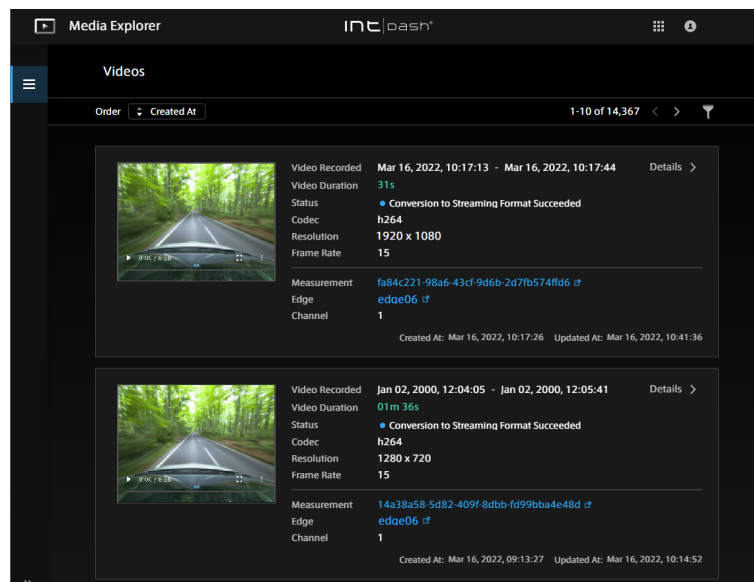 Media Explorer
INT|DASH®
Videos
Order Created At
1-10 of 14,367
Video Recorded Mar 16, 2022, 10:17:13 - Mar 16, 2022, 10:17:44 Details
Video Duration 31s
Status Conversion to Streaming Format Succeeded
Codec h264
Resolution 1920 x 1080
Frame Rate 15
Measurement fa84c221-98a6-43cf-9d6b-2d7fb574ffd6
Edge edge06
Channel 1
Created At: Mar 16, 2022, 10:17:26 Updated At: Mar 16, 2022, 10:41:36
Video Recorded Jan 02, 2000, 12:04:05 - Jan 02, 2000, 12:05:41 Details
Video Duration 01m 36s
Status Conversion to Streaming Format Succeeded
Codec h264
Resolution 1280 x 720
Frame Rate 15
Measurement 14a38a58-5d82-409f-8dbb-fd99bba4e48d
Edge edge06
Channel 1
Created At: Mar 16, 2022, 09:13:27 Updated At: Mar 16, 2022, 10:14:52